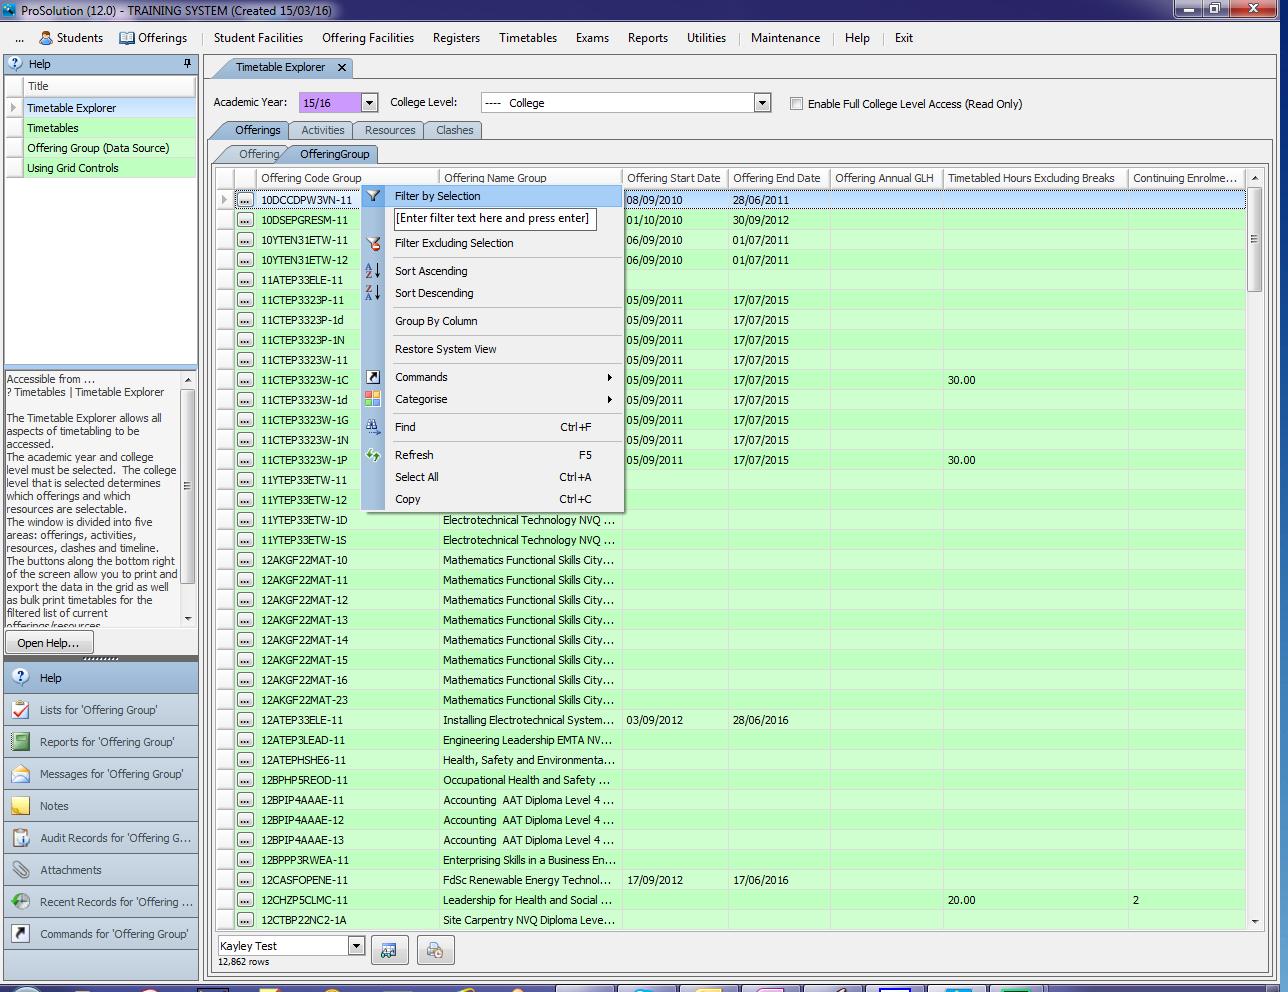 ProSolution (12.0) - TRAINING SYSTEM (Created 15/03/16)
... Students Offerings Student Facilities Offering Facilities Registers Timetables Exams Reports Utilities Maintenance Help Exit
Help
Title
Timetable Explorer
Timetables
Offering Group (Data Source)
Using Grid Controls
Accessible from ...
? Timetables | Timetable Explorer
The Timetable Explorer allows all
aspects of timetabling to be
accessed.
The academic year and college
level must be selected. The college
level that is selected determines
which offerings and which
resources are selectable.
The window is divided into five
areas: offerings, activities,
resources, clashes and timeline.
The buttons along the bottom right
of the screen allow you to print and
export the data in the grid as well
as bulk print timetables for the
filtered list of current
offerings/resources
Open Help...
Help
Lists for 'Offering Group'
Reports for 'Offering Group'
Messages for 'Offering Group'
Notes
Audit Records for 'Offering G...
Attachments
Recent Records for 'Offering ...
Commands for 'Offering Group'
Timetable Explorer X
Academic Year: 15/16 College Level: ---- College Enable Full College Level Access (Read Only)
Offerings Activities Resources Clashes
Offering OfferingGroup
Offering Code Group Offering Name Group Offering Start Date Offering End Date Offering Annual GLH Timetabled Hours Excluding Breaks Continuing Enrolme...
... 10DCCDPW3VN-11 08/09/2010 28/06/2011
... 10DSEPGRESM-11 01/10/2010 30/09/2012
... 10YTEN31ETW-11 06/09/2010 01/07/2011
... 10YTEN31ETW-12 06/09/2010 01/07/2011
... 11ATEP33ELE-11
... 11CTEP3323P-11 05/09/2011 17/07/2015
... 11CTEP3323P-1d 05/09/2011 17/07/2015
... 11CTEP3323P-1N 05/09/2011 17/07/2015
... 11CTEP3323W-11 05/09/2011 17/07/2015
... 11CTEP3323W-1C 05/09/2011 17/07/2015 30.00
... 11CTEP3323W-1d 05/09/2011 17/07/2015
... 11CTEP3323W-1G 05/09/2011 17/07/2015
... 11CTEP3323W-1N 05/09/2011 17/07/2015
... 11CTEP3323W-1P 05/09/2011 17/07/2015 30.00
... 11YTEP33ETW-11
... 11YTEP33ETW-12
... 11YTEP33ETW-1D Electrotechnical Technology NVQ ...
... 11YTEP33ETW-1S Electrotechnical Technology NVQ ...
... 12AKGF22MAT-10 Mathematics Functional Skills City...
... 12AKGF22MAT-11 Mathematics Functional Skills City...
... 12AKGF22MAT-12 Mathematics Functional Skills City...
... 12AKGF22MAT-13 Mathematics Functional Skills City...
... 12AKGF22MAT-14 Mathematics Functional Skills City...
... 12AKGF22MAT-15 Mathematics Functional Skills City...
... 12AKGF22MAT-16 Mathematics Functional Skills City...
... 12AKGF22MAT-23 Mathematics Functional Skills City...
... 12ATEP33ELE-11 Installing Electrotechnical System... 03/09/2012 28/06/2016
... 12ATEP3LEAD-11 Engineering Leadership EMTA NV...
... 12ATEPHSHE6-11 Health, Safety and Environmenta...
... 12BPHP5REOD-11 Occupational Health and Safety ...
... 12BPIP4AAAE-11 Accounting AAT Diploma Level 4 ...
... 12BPIP4AAAE-12 Accounting AAT Diploma Level 4 ...
... 12BPIP4AAAE-13 Accounting AAT Diploma Level 4 ...
... 12BPPP3RWEA-11 Enterprising Skills in a Business En...
... 12CASFOPENE-11 FdSc Renewable Energy Technol... 17/09/2012 17/06/2016
... 12CHZP5CLMC-11 Leadership for Health and Social ... 20.00 2
... 12CTBP22NC2-1A Site Carpentry NVQ Diploma Leve...
Filter by Selection
[Enter filter text here and press enter]
Filter Excluding Selection
Sort Ascending
Sort Descending
Group By Column
Restore System View
Commands
Categorise
Find Ctrl+F
Refresh F5
Select All Ctrl+A
Copy Ctrl+C
Kayley Test
12,862 rows